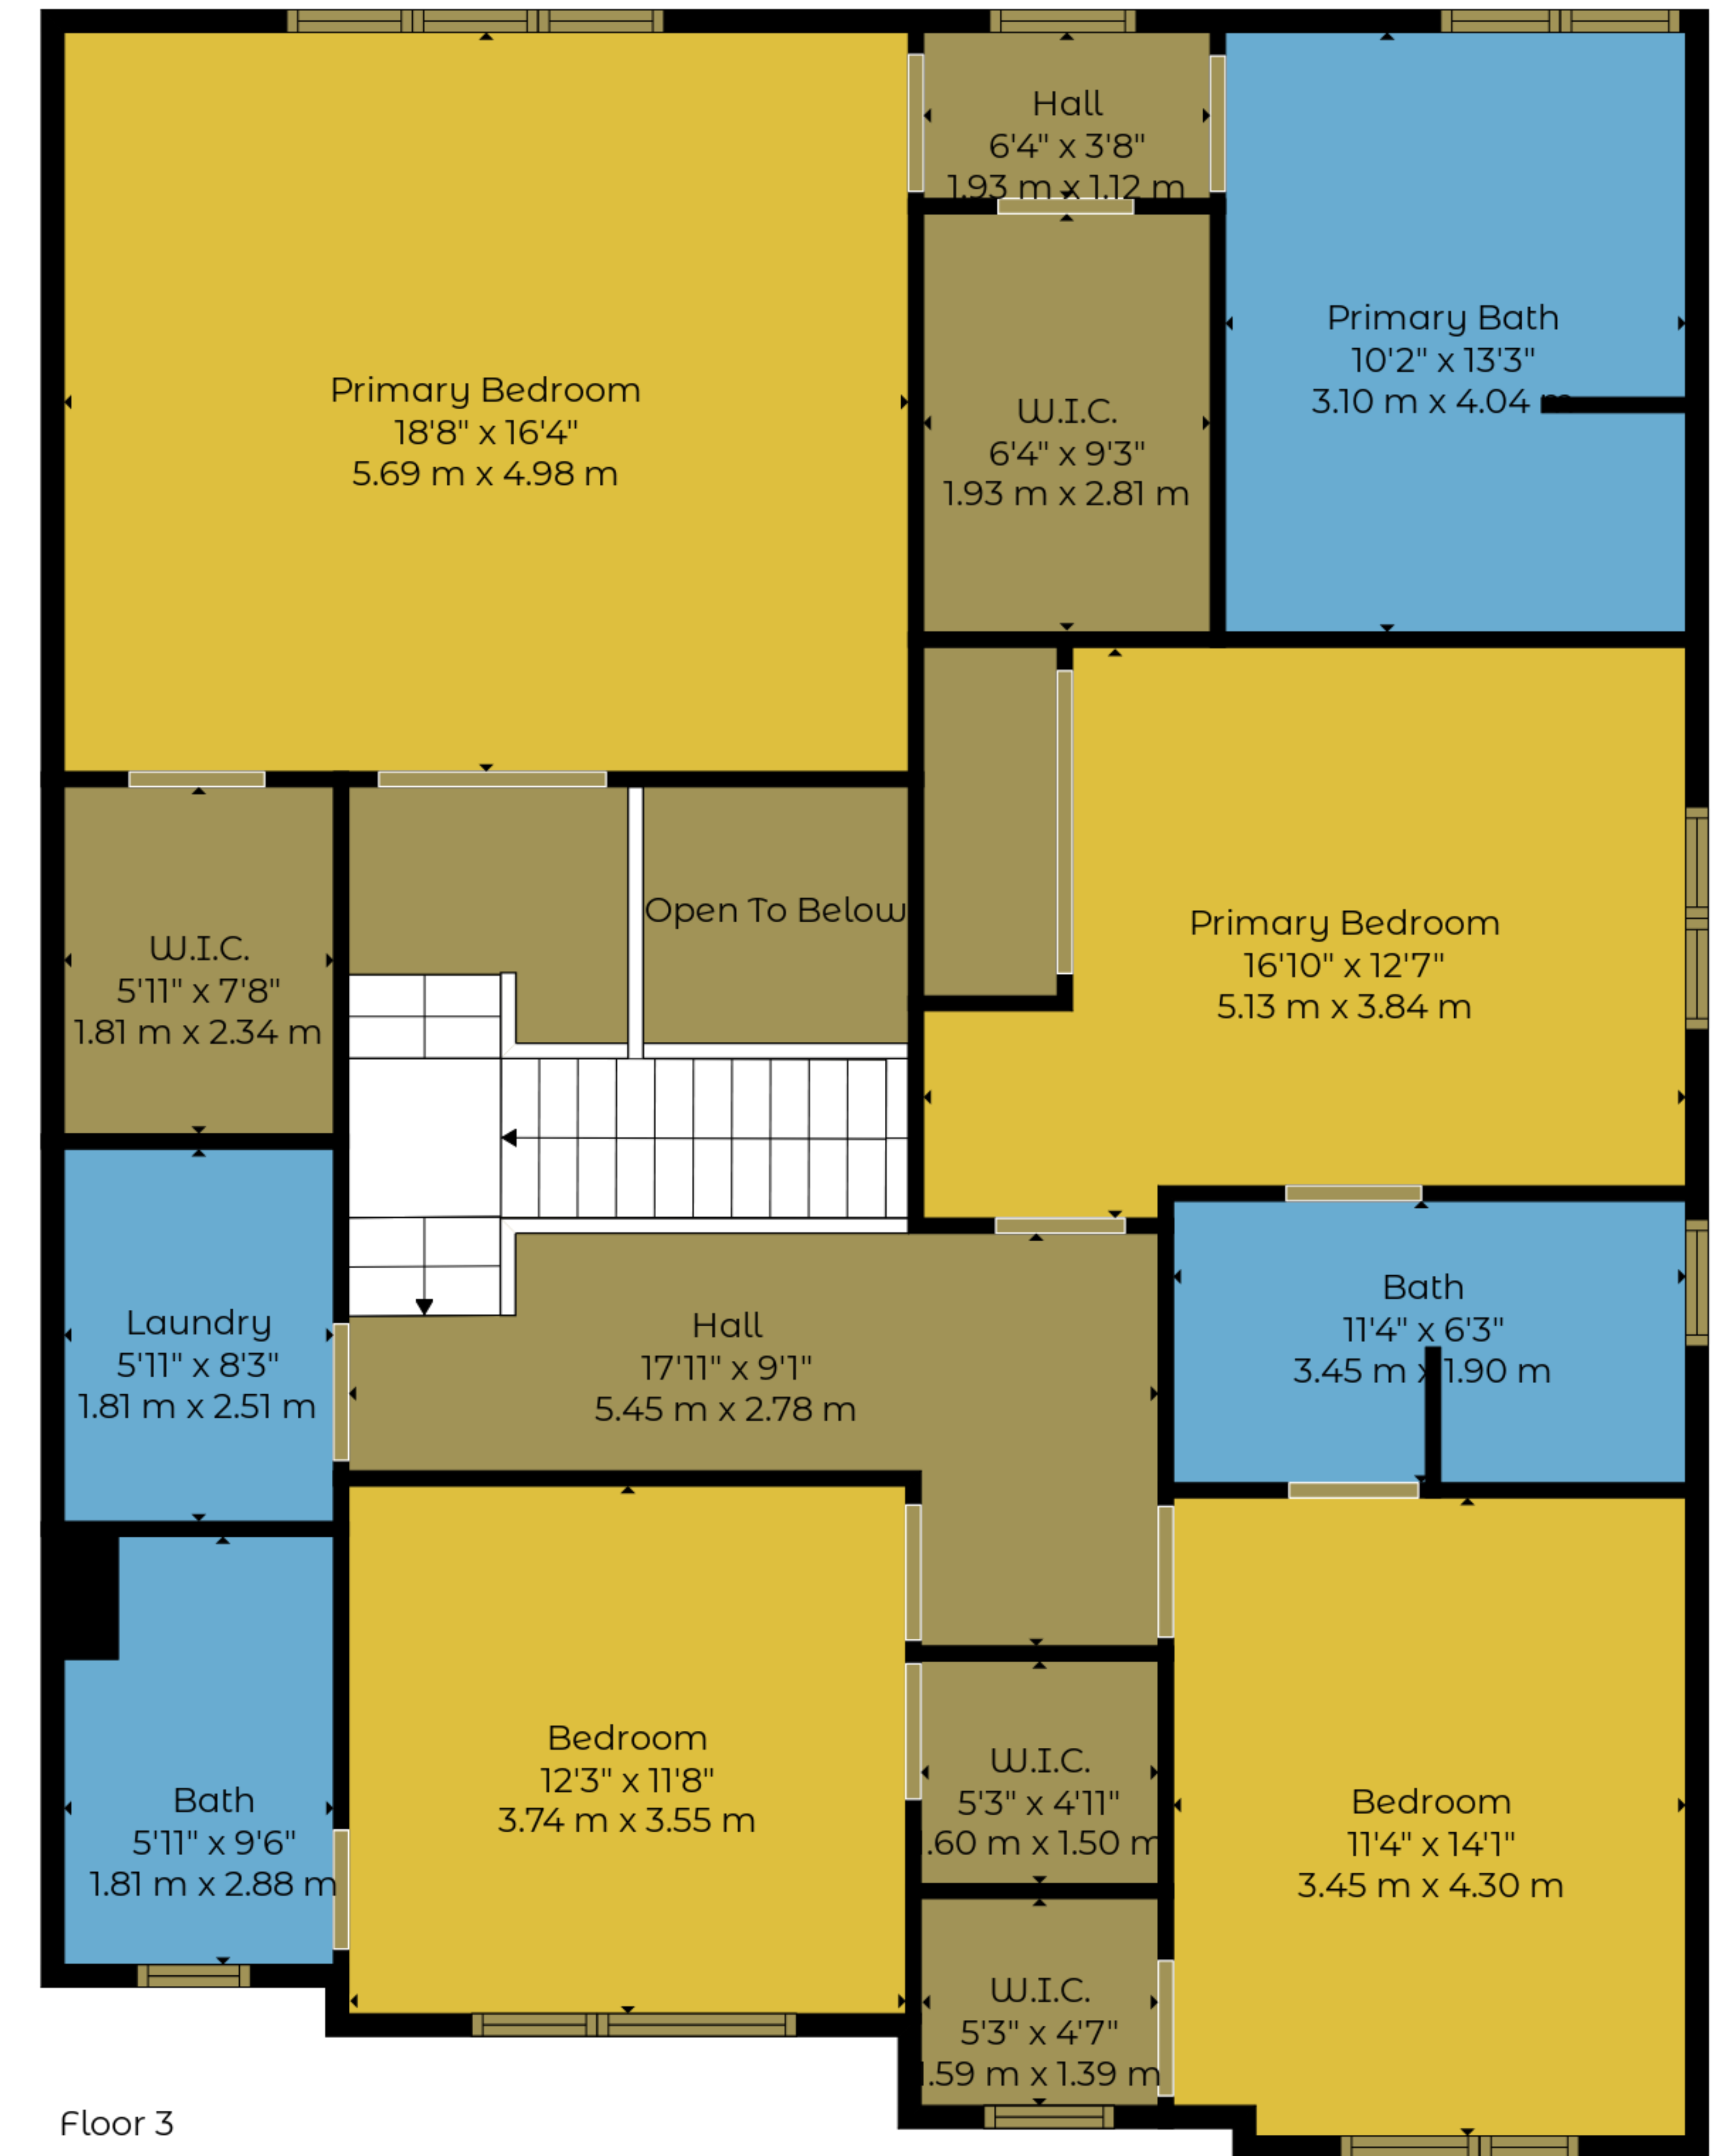 Hall
6'4" x 3'8"
1.93 m x 1.12 m
Primary Bath
10'2" x 13'3"
3.10 m x 4.04 m
Primary Bedroom
18'8" x 16'4"
5.69 m x 4.98 m
W.I.C.
6'4" x 9'3"
1.93 m x 2.81 m
Open To Below
Primary Bedroom
16'10" x 12'7"
5.13 m x 3.84 m
W.I.C.
5'11" x 7'8"
1.81 m x 2.34 m
Laundry
5'11" x 8'3"
1.81 m x 2.51 m
Hall
17'11" x 9'1"
5.45 m x 2.78 m
Bath
11'4" x 6'3"
3.45 m x 1.90 m
Bedroom
12'3" x 11'8"
3.74 m x 3.55 m
W.I.C.
5'3" x 4'11"
.60 m x 1.50 m
Bath
5'11" x 9'6"
1.81 m x 2.88 m
Bedroom
11'4" x 14'1"
3.45 m x 4.30 m
W.I.C.
5'3" x 4'7"
.59 m x 1.39 m
Floor 3